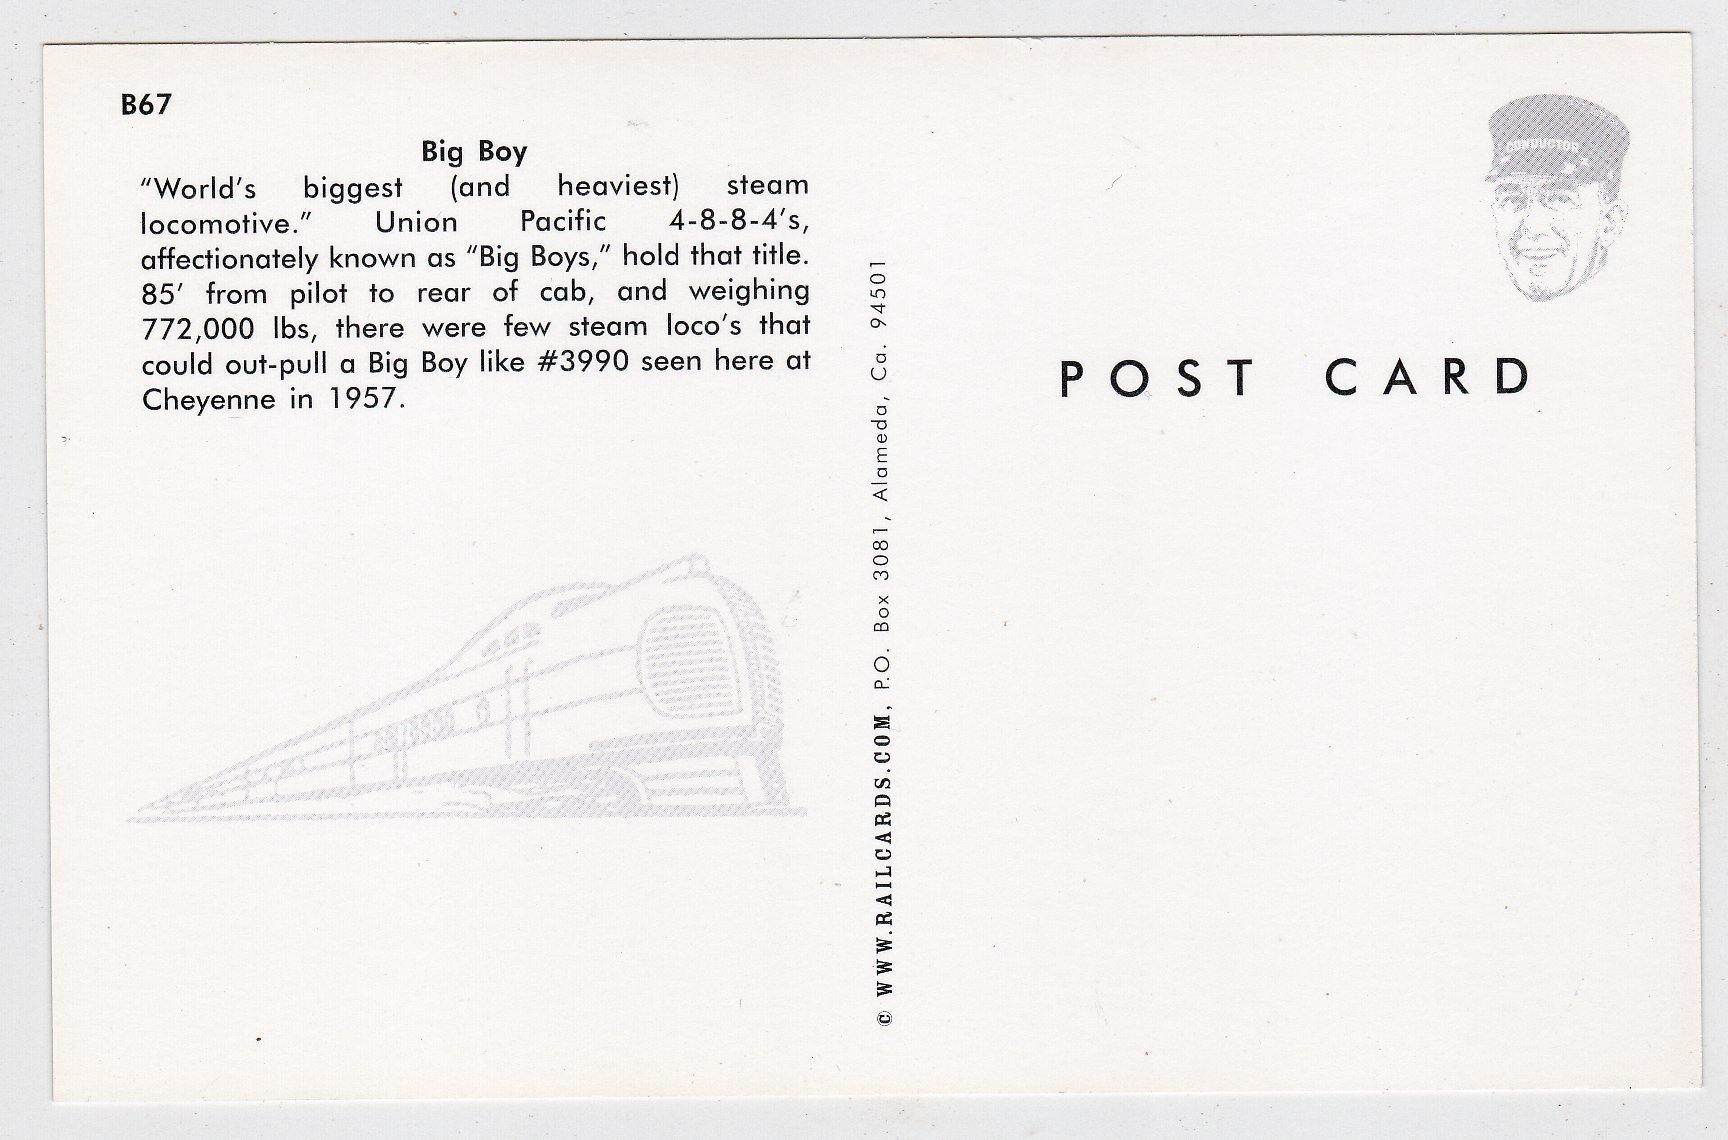 B67
Big Boy
“World’s biggest (and heaviest) steam
locomotive.” Union Pacific 4-8-8-4’s,
affectionately known as “Big Boys,” hold that title.
85’ from pilot to rear of cab, and weighing
772,000 lbs, there were few steam loco’s that
could out-pull a Big Boy like #3990 seen here at
Cheyenne in 1957.
© WWW.RAILCARDS.COM, P.O. Box 3081, Alameda, Ca. 94501
CONDUCTOR
POST CARD